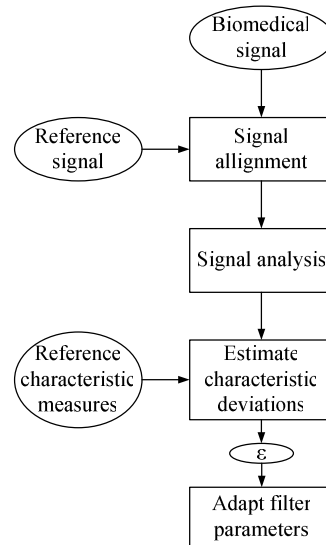 Biomedical
signal
Reference
signal
Signal
allignment
Signal analysis
Reference
characteristic
measures
Estimate
characteristic
deviations
ε
Adapt filter
parameters